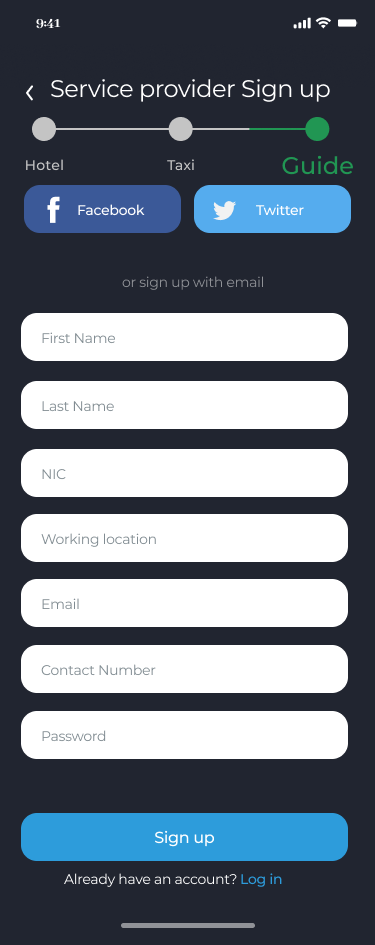 9:41
Service provider Sign up
Hotel Taxi Guide
Facebook Twitter
or sign up with email
First Name
Last Name
NIC
Working location
Email
Contact Number
Password
Sign up
Already have an account? Log in